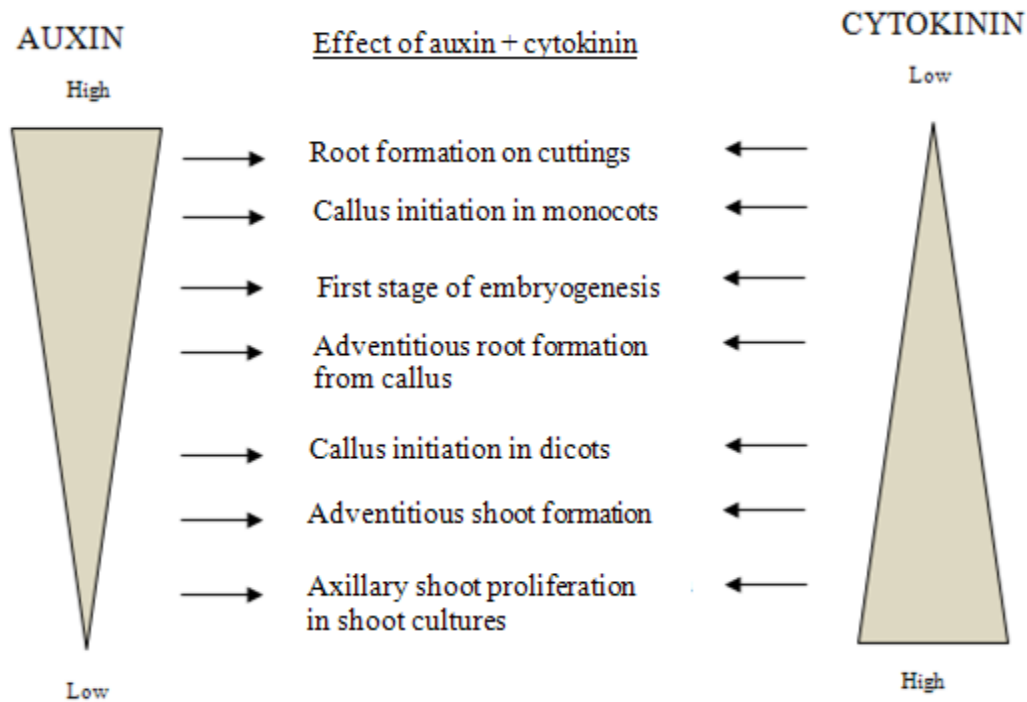 AUXIN
Effect of auxin + cytokinin
CYTOKININ
High
Low
Root formation on cuttings
Callus initiation in monocots
First stage of embryogenesis
Adventitious root formation
from callus
Callus initiation in dicots
Adventitious shoot formation
Axillary shoot proliferation
in shoot cultures
Low
High